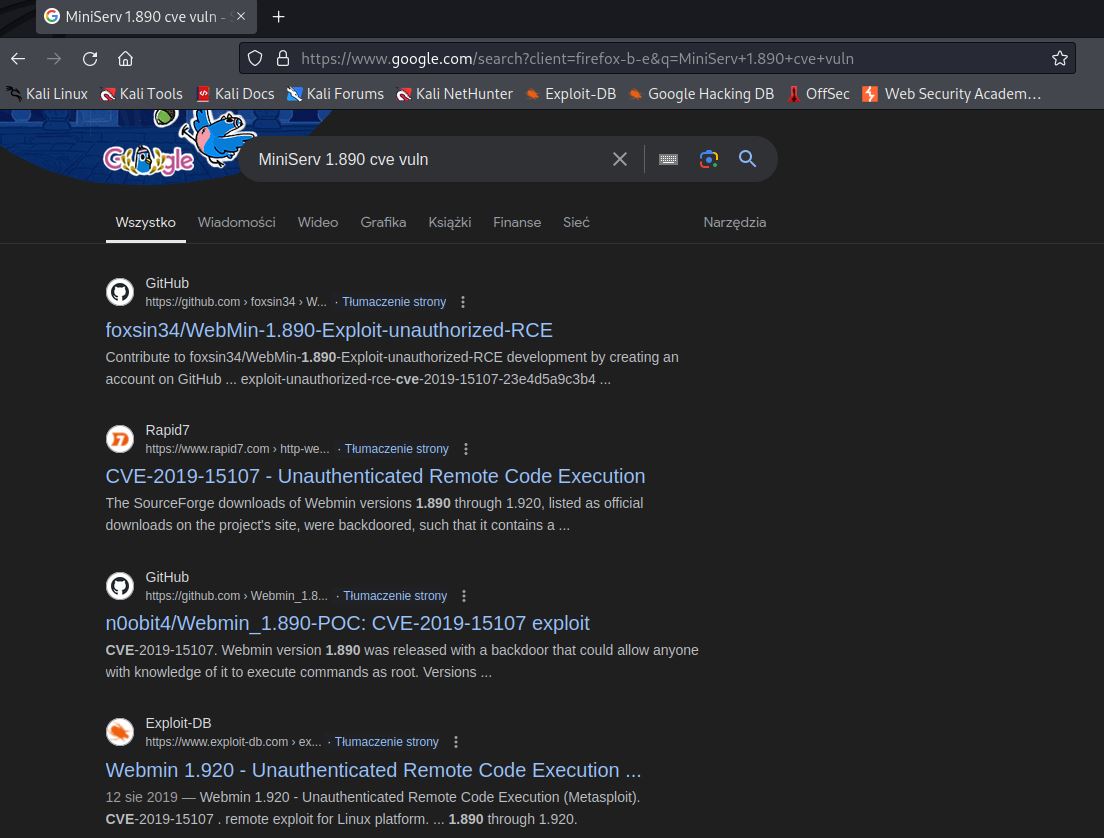 MiniServ 1.890 cve vuln - S
https://www.google.com/search?client=firefox-b-e&q=MiniServ+1.890+cve+vuln
Kali Linux Kali Tools Kali Docs Kali Forums Kali NetHunter Exploit-DB Google Hacking DB OffSec Web Security Academ…
Google MiniServ 1.890 cve vuln
Wszystko Wiadomości Wideo Grafika Książki Finanse Sieć Narzędzia
GitHub
https://github.com › foxsin34 › W... · Tłumaczenie strony
foxsin34/WebMin-1.890-Exploit-unauthorized-RCE
Contribute to foxsin34/WebMin-1.890-Exploit-unauthorized-RCE development by creating an
account on GitHub ... exploit-unauthorized-rce-cve-2019-15107-23e4d5a9c3b4 ...
Rapid7
https://www.rapid7.com › http-we... · Tłumaczenie strony
CVE-2019-15107 - Unauthenticated Remote Code Execution
The SourceForge downloads of Webmin versions 1.890 through 1.920, listed as official
downloads on the project's site, were backdoored, such that it contains a ...
GitHub
https://github.com › Webmin_1.8... · Tłumaczenie strony
n0obit4/Webmin_1.890-POC: CVE-2019-15107 exploit
CVE-2019-15107. Webmin version 1.890 was released with a backdoor that could allow anyone
with knowledge of it to execute commands as root. Versions ...
Exploit-DB
https://www.exploit-db.com › ex... · Tłumaczenie strony
Webmin 1.920 - Unauthenticated Remote Code Execution ...
12 sie 2019 — Webmin 1.920 - Unauthenticated Remote Code Execution (Metasploit).
CVE-2019-15107 . remote exploit for Linux platform. ... 1.890 through 1.920.